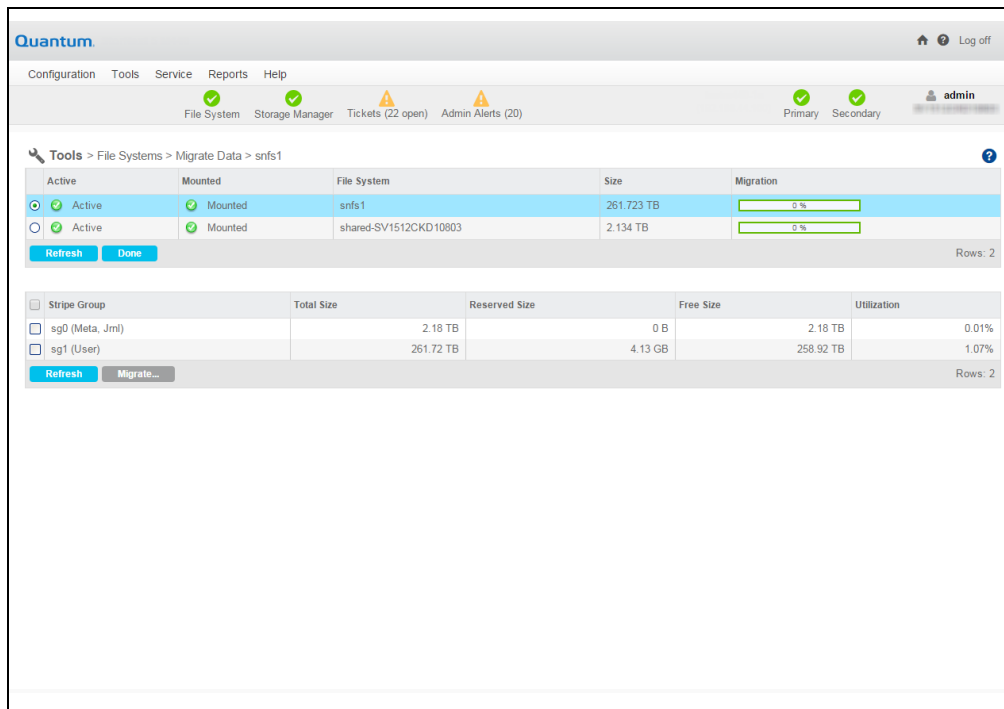 Quantum.
Log off
Configuration Tools Service Reports Help
File System Storage Manager Tickets (22 open) Admin Alerts (20) Primary Secondary admin
Tools > File Systems > Migrate Data > snfs1
Active Mounted File System Size Migration
Active Mounted snfs1 261.723 TB 0 %
Active Mounted shared-SV1512CKD10803 2.134 TB 0 %
Refresh Done Rows: 2
Stripe Group Total Size Reserved Size Free Size Utilization
sg0 (Meta, Jrnl) 2.18 TB 0 B 2.18 TB 0.01%
sg1 (User) 261.72 TB 4.13 GB 258.92 TB 1.07%
Refresh Migrate... Rows: 2